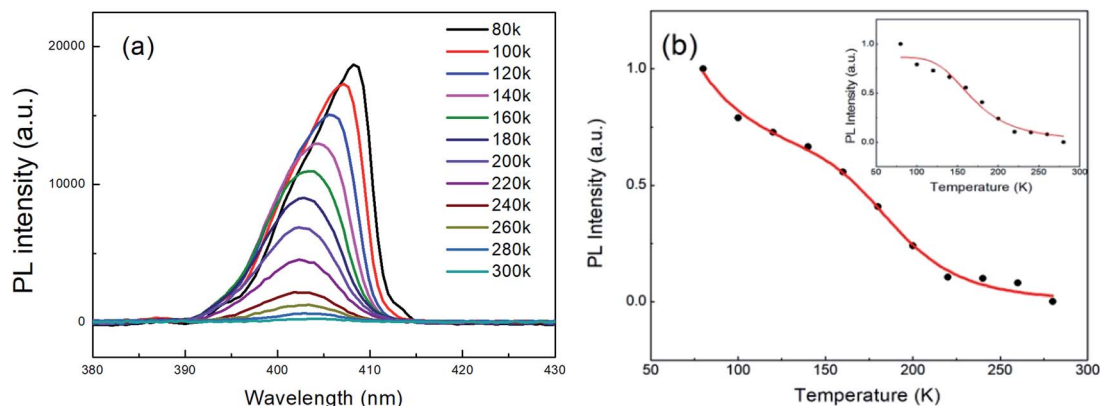 (a)
20000
10000
0
PL intensity (a.u.)
380 390 400 410 420 430
Wavelength (nm)
80k
100k
120k
140k
160k
180k
200k
220k
240k
260k
280k
300k
(b)
1.0
0.5
0.0
PL Intensity (a.u.)
50 100 150 200 250 300
Temperature (K)
1.0
0.5
0.0
PL Intensity (a.u.)
50 100 150 200 250 300
Temperature (K)